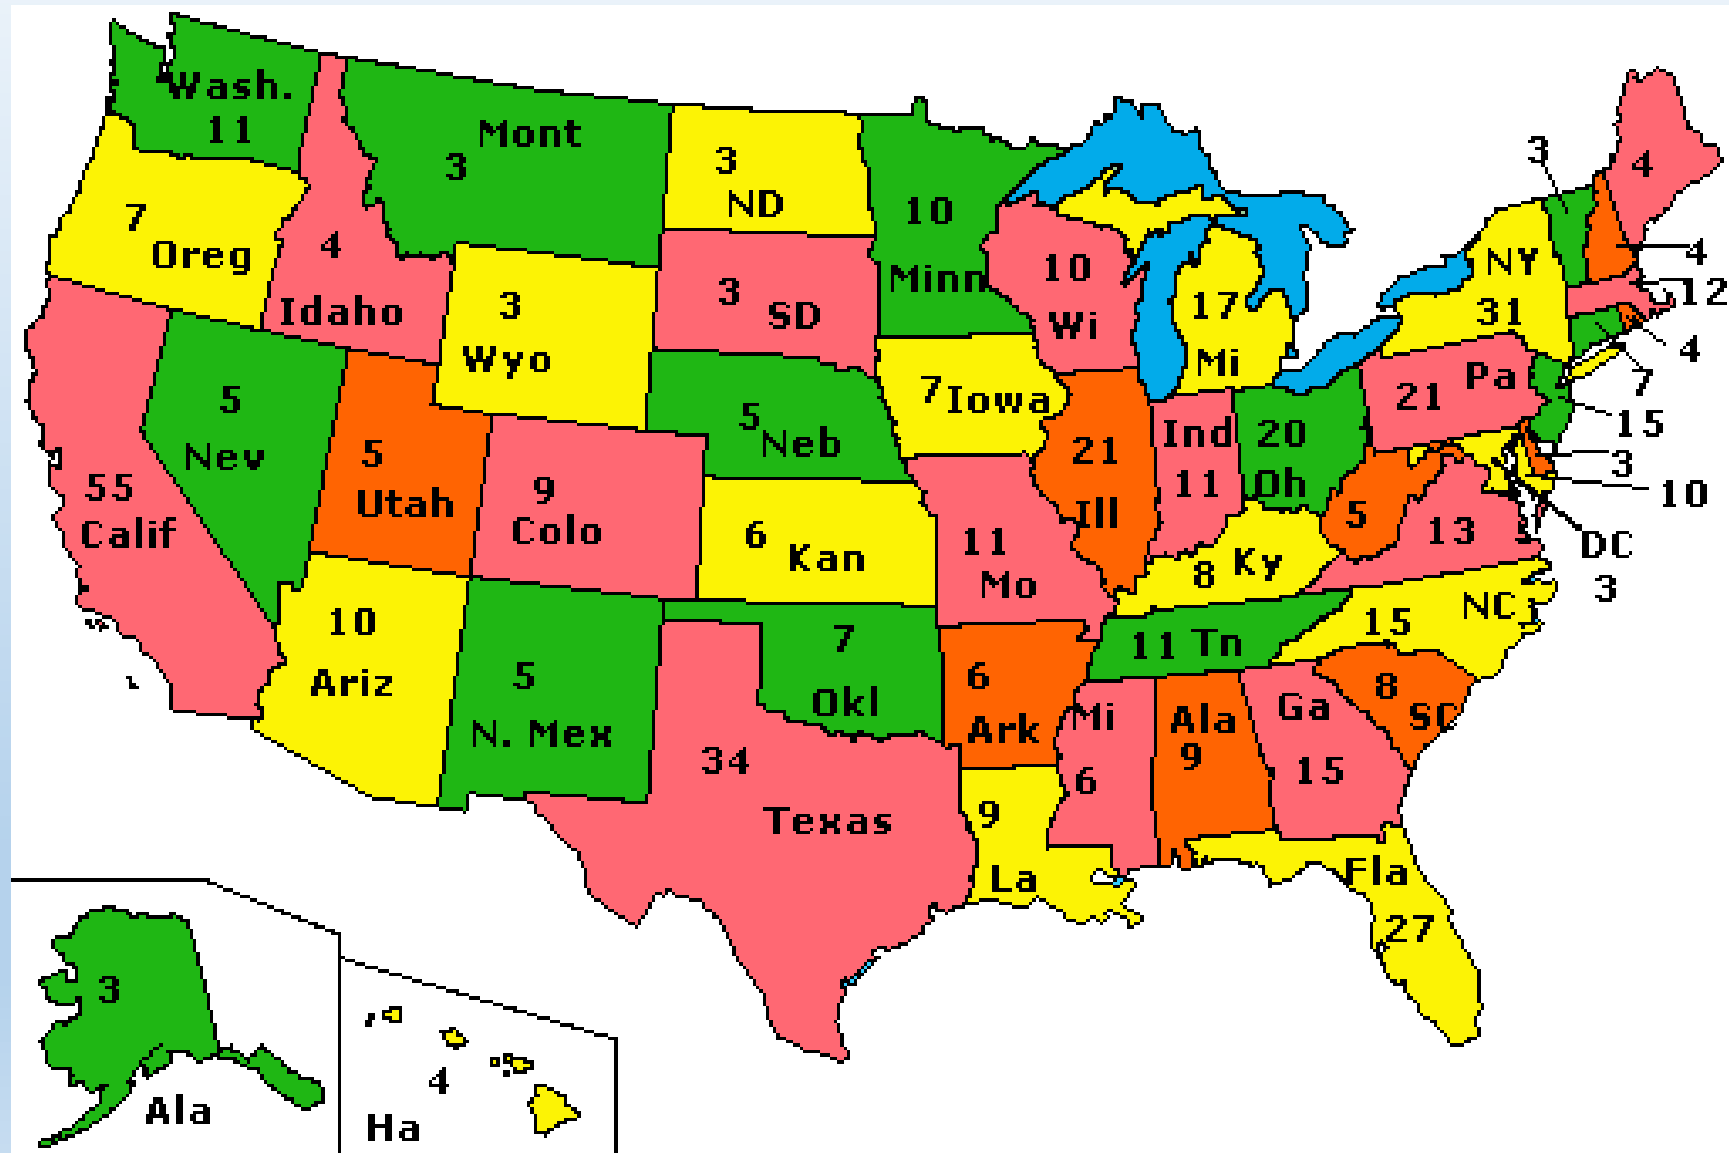 Wash.
11
7
Oreg
4
Idaho
Mont
3
3
ND
10
Minn
3
SD
3
Wyo
10
Wi
17
Mi
NY
31
3
4
4
12
4
7
15
3
10
DC
3
55
Calif
5
Nev
5
Utah
9
Colo
5
Neb
7 Iowa
21
Ill
Ind
11
20
Oh
21 Pa
5
13
6 Kan
11
Mo
8 Ky
15 NC
11 Tn
10
Ariz
5
N. Mex
7
Okl
6
Ark
Mi
6
Ala
9
Ga
15
8
SC
34
Texas
9
La
Fla
27
3
Ala
4
Ha